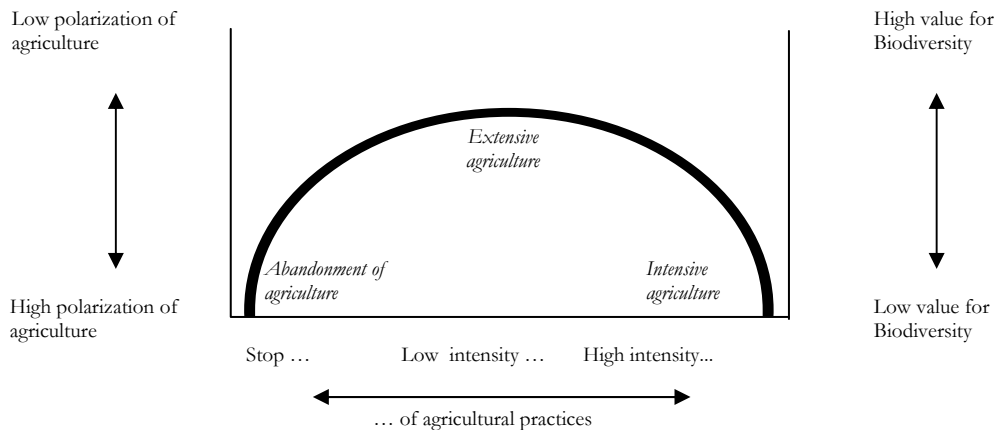 Low polarization of
agriculture
High value for
Biodiversity
Extensive
agriculture
Abandonment of
agriculture
Intensive
agriculture
High polarization of
agriculture
Low value for
Biodiversity
Stop …
Low intensity …
High intensity...
… of agricultural practices